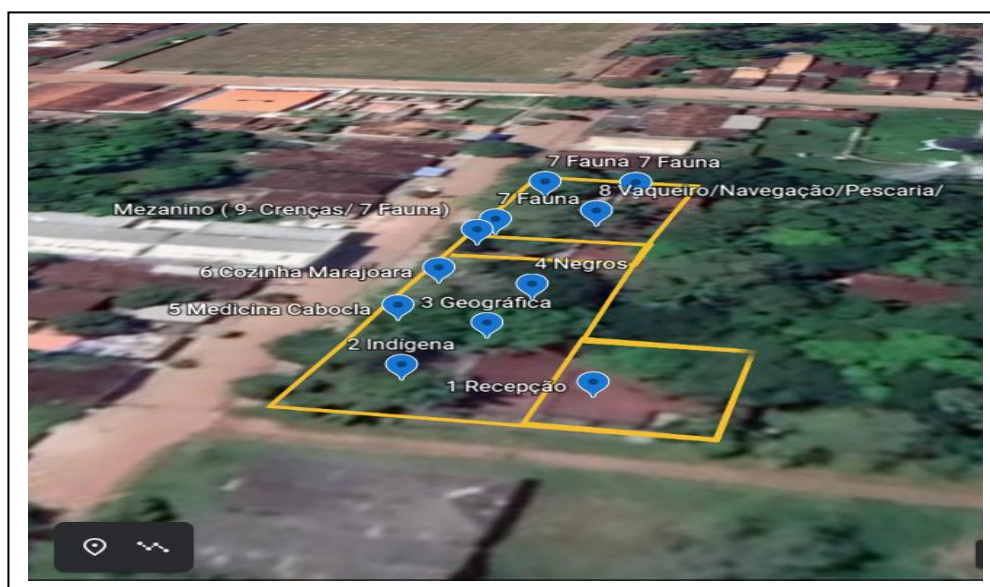 7 Fauna 7 Fauna
7 Fauna
8 Vaqueiro/Navegação/Pescaria/
Mezanino ( 9- Crenças/ 7 Fauna)
6 Cozinha Marajoara
4 Negros
5 Medicina Cabocla
3 Geográfica
2 Indígena
1 Recepção